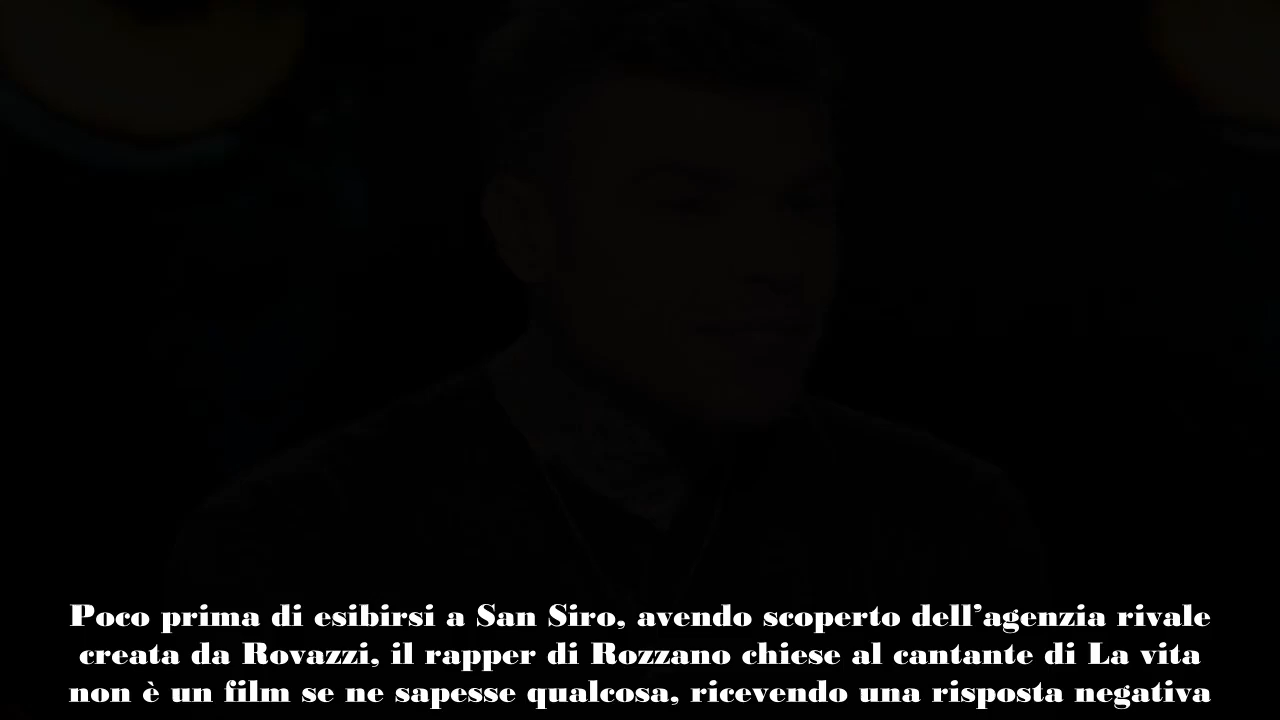 Poco prima di esibirsi a San Siro, avendo scoperto dell’agenzia rivale
creata da Rovazzi, il rapper di Rozzano chiese al cantante di La vita
non è un film se ne sapesse qualcosa, ricevendo una risposta negativa